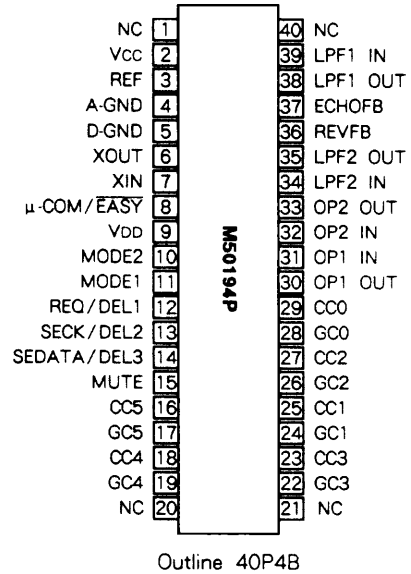 NC 1 40 NC
Vcc 2 39 LPF1 IN
REF 3 38 LPF1 OUT
A-GND 4 37 ECHOFB
D-GND 5 36 REVFB
XOUT 6 35 LPF2 OUT
XIN 7 34 LPF2 IN
μ-COM/EASY 8 33 OP2 OUT
VDD 9 32 OP2 IN
MODE2 10 31 OP1 IN
MODE1 11 30 OP1 OUT
REQ/DEL1 12 29 CC0
SECK/DEL2 13 28 GC0
SEDATA/DEL3 14 27 CC2
MUTE 15 26 GC2
CC5 16 25 CC1
GC5 17 24 GC1
CC4 18 23 CC3
GC4 19 22 GC3
NC 20 21 NC
M50194P
Outline 40P4B